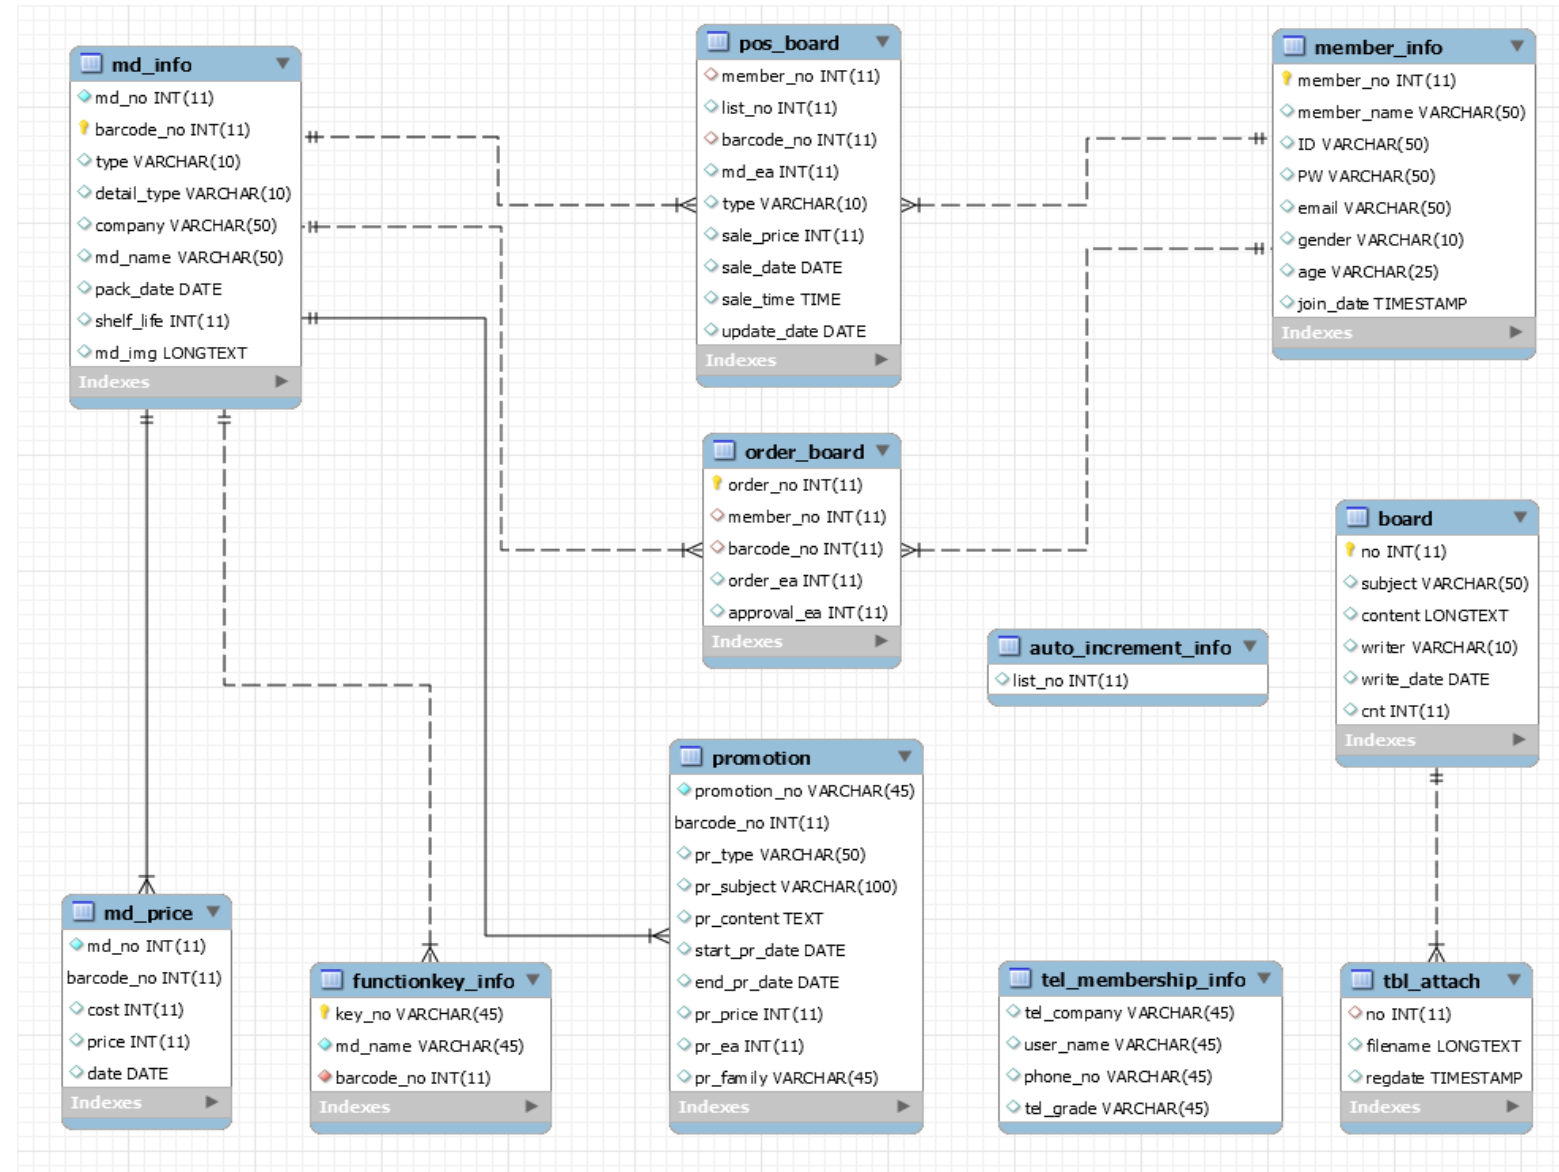 md_info
md_no INT(11)
barcode_no INT(11)
type VARCHAR(10)
detail_type VARCHAR(10)
company VARCHAR(50)
md_name VARCHAR(50)
pack_date DATE
shelf_life INT(11)
md_img LONGTEXT
Indexes
pos_board
member_no INT(11)
list_no INT(11)
barcode_no INT(11)
md_ea INT(11)
type VARCHAR(10)
sale_price INT(11)
sale_date DATE
sale_time TIME
update_date DATE
Indexes
member_info
member_no INT(11)
member_name VARCHAR(50)
ID VARCHAR(50)
PW VARCHAR(50)
email VARCHAR(50)
gender VARCHAR(10)
age VARCHAR(25)
join_date TIMESTAMP
Indexes
order_board
order_no INT(11)
member_no INT(11)
barcode_no INT(11)
order_ea INT(11)
approval_ea INT(11)
Indexes
board
no INT(11)
subject VARCHAR(50)
content LONGTEXT
writer VARCHAR(10)
write_date DATE
cnt INT(11)
Indexes
auto_increment_info
list_no INT(11)
promotion
promotion_no VARCHAR(45)
barcode_no INT(11)
pr_type VARCHAR(50)
pr_subject VARCHAR(100)
pr_content TEXT
start_pr_date DATE
end_pr_date DATE
pr_price INT(11)
pr_ea INT(11)
pr_family VARCHAR(45)
Indexes
md_price
md_no INT(11)
barcode_no INT(11)
cost INT(11)
price INT(11)
date DATE
Indexes
functionkey_info
key_no VARCHAR(45)
md_name VARCHAR(45)
barcode_no INT(11)
Indexes
tel_membership_info
tel_company VARCHAR(45)
user_name VARCHAR(45)
phone_no VARCHAR(45)
tel_grade VARCHAR(45)
tbl_attach
no INT(11)
filename LONGTEXT
regdate TIMESTAMP
Indexes